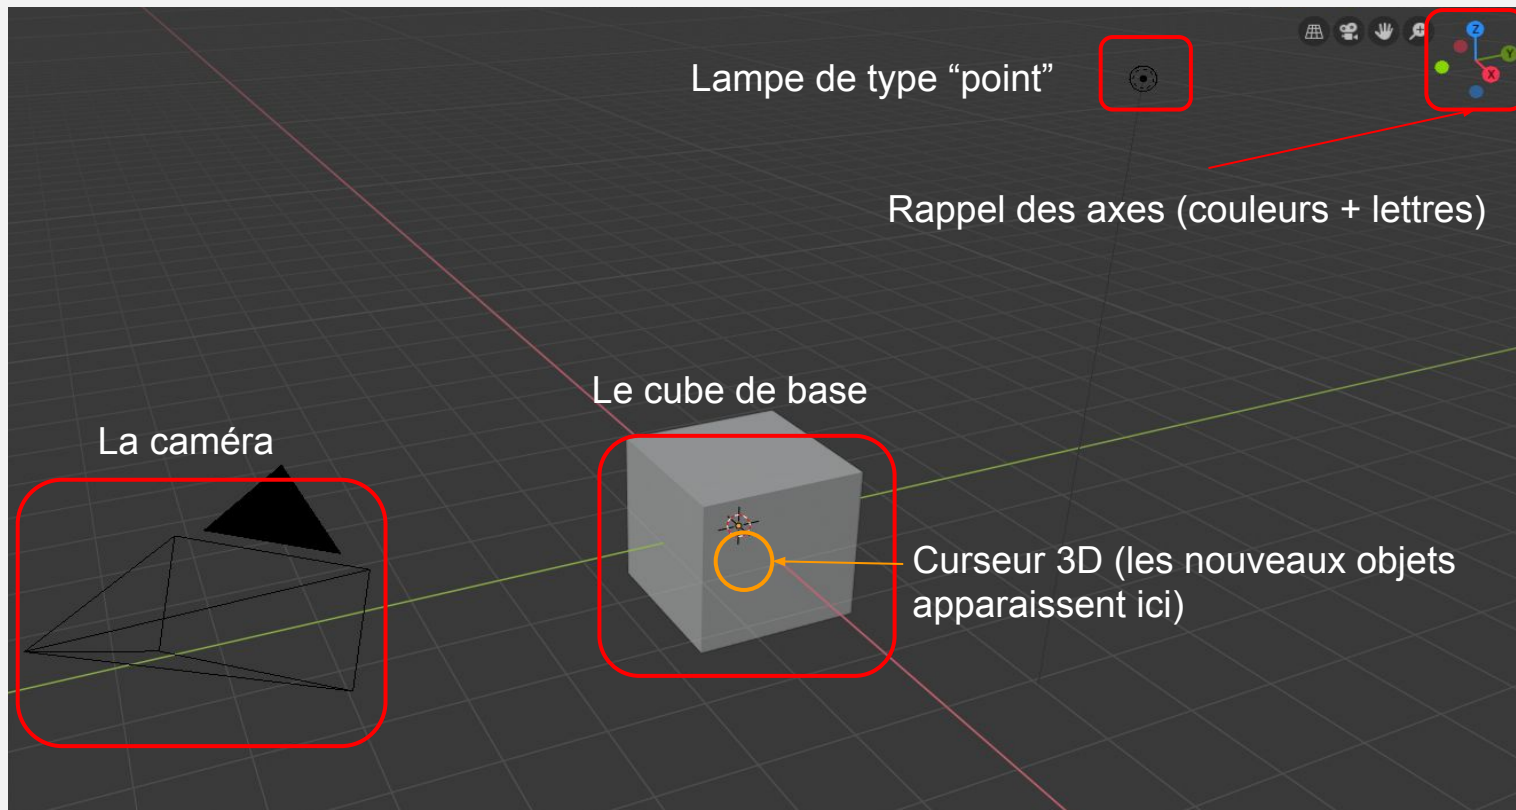 Lampe de type “point”
Z
Y
X
Rappel des axes (couleurs + lettres)
Le cube de base
La caméra
Curseur 3D (les nouveaux objets
apparaissent ici)